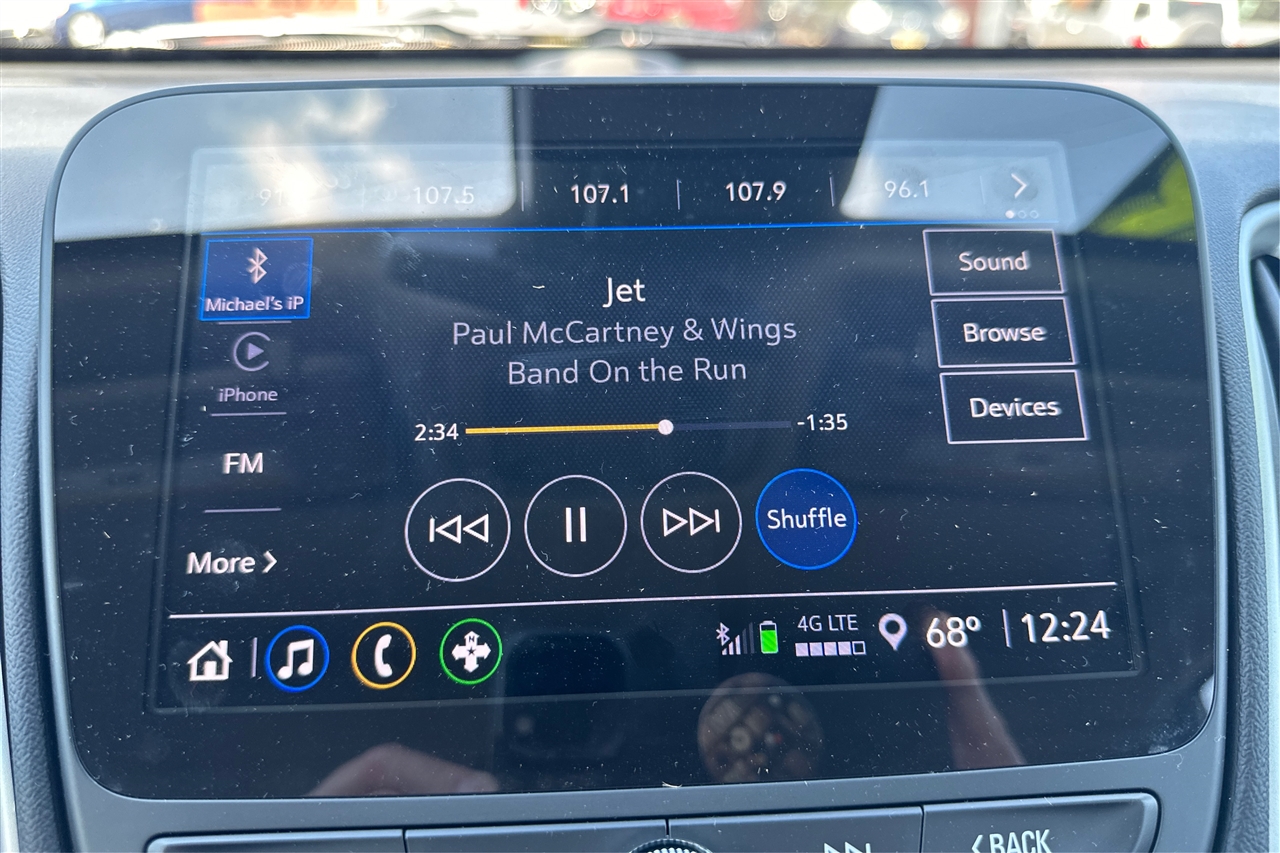 107.5
107.1
107.9
96.1
Michael's iP
Jet
Paul McCartney & Wings
Band On the Run
Sound
Browse
Devices
iPhone
2:34
-1:35
FM
Shuffle
More
N
4G LTE
68°
12:24
BACK